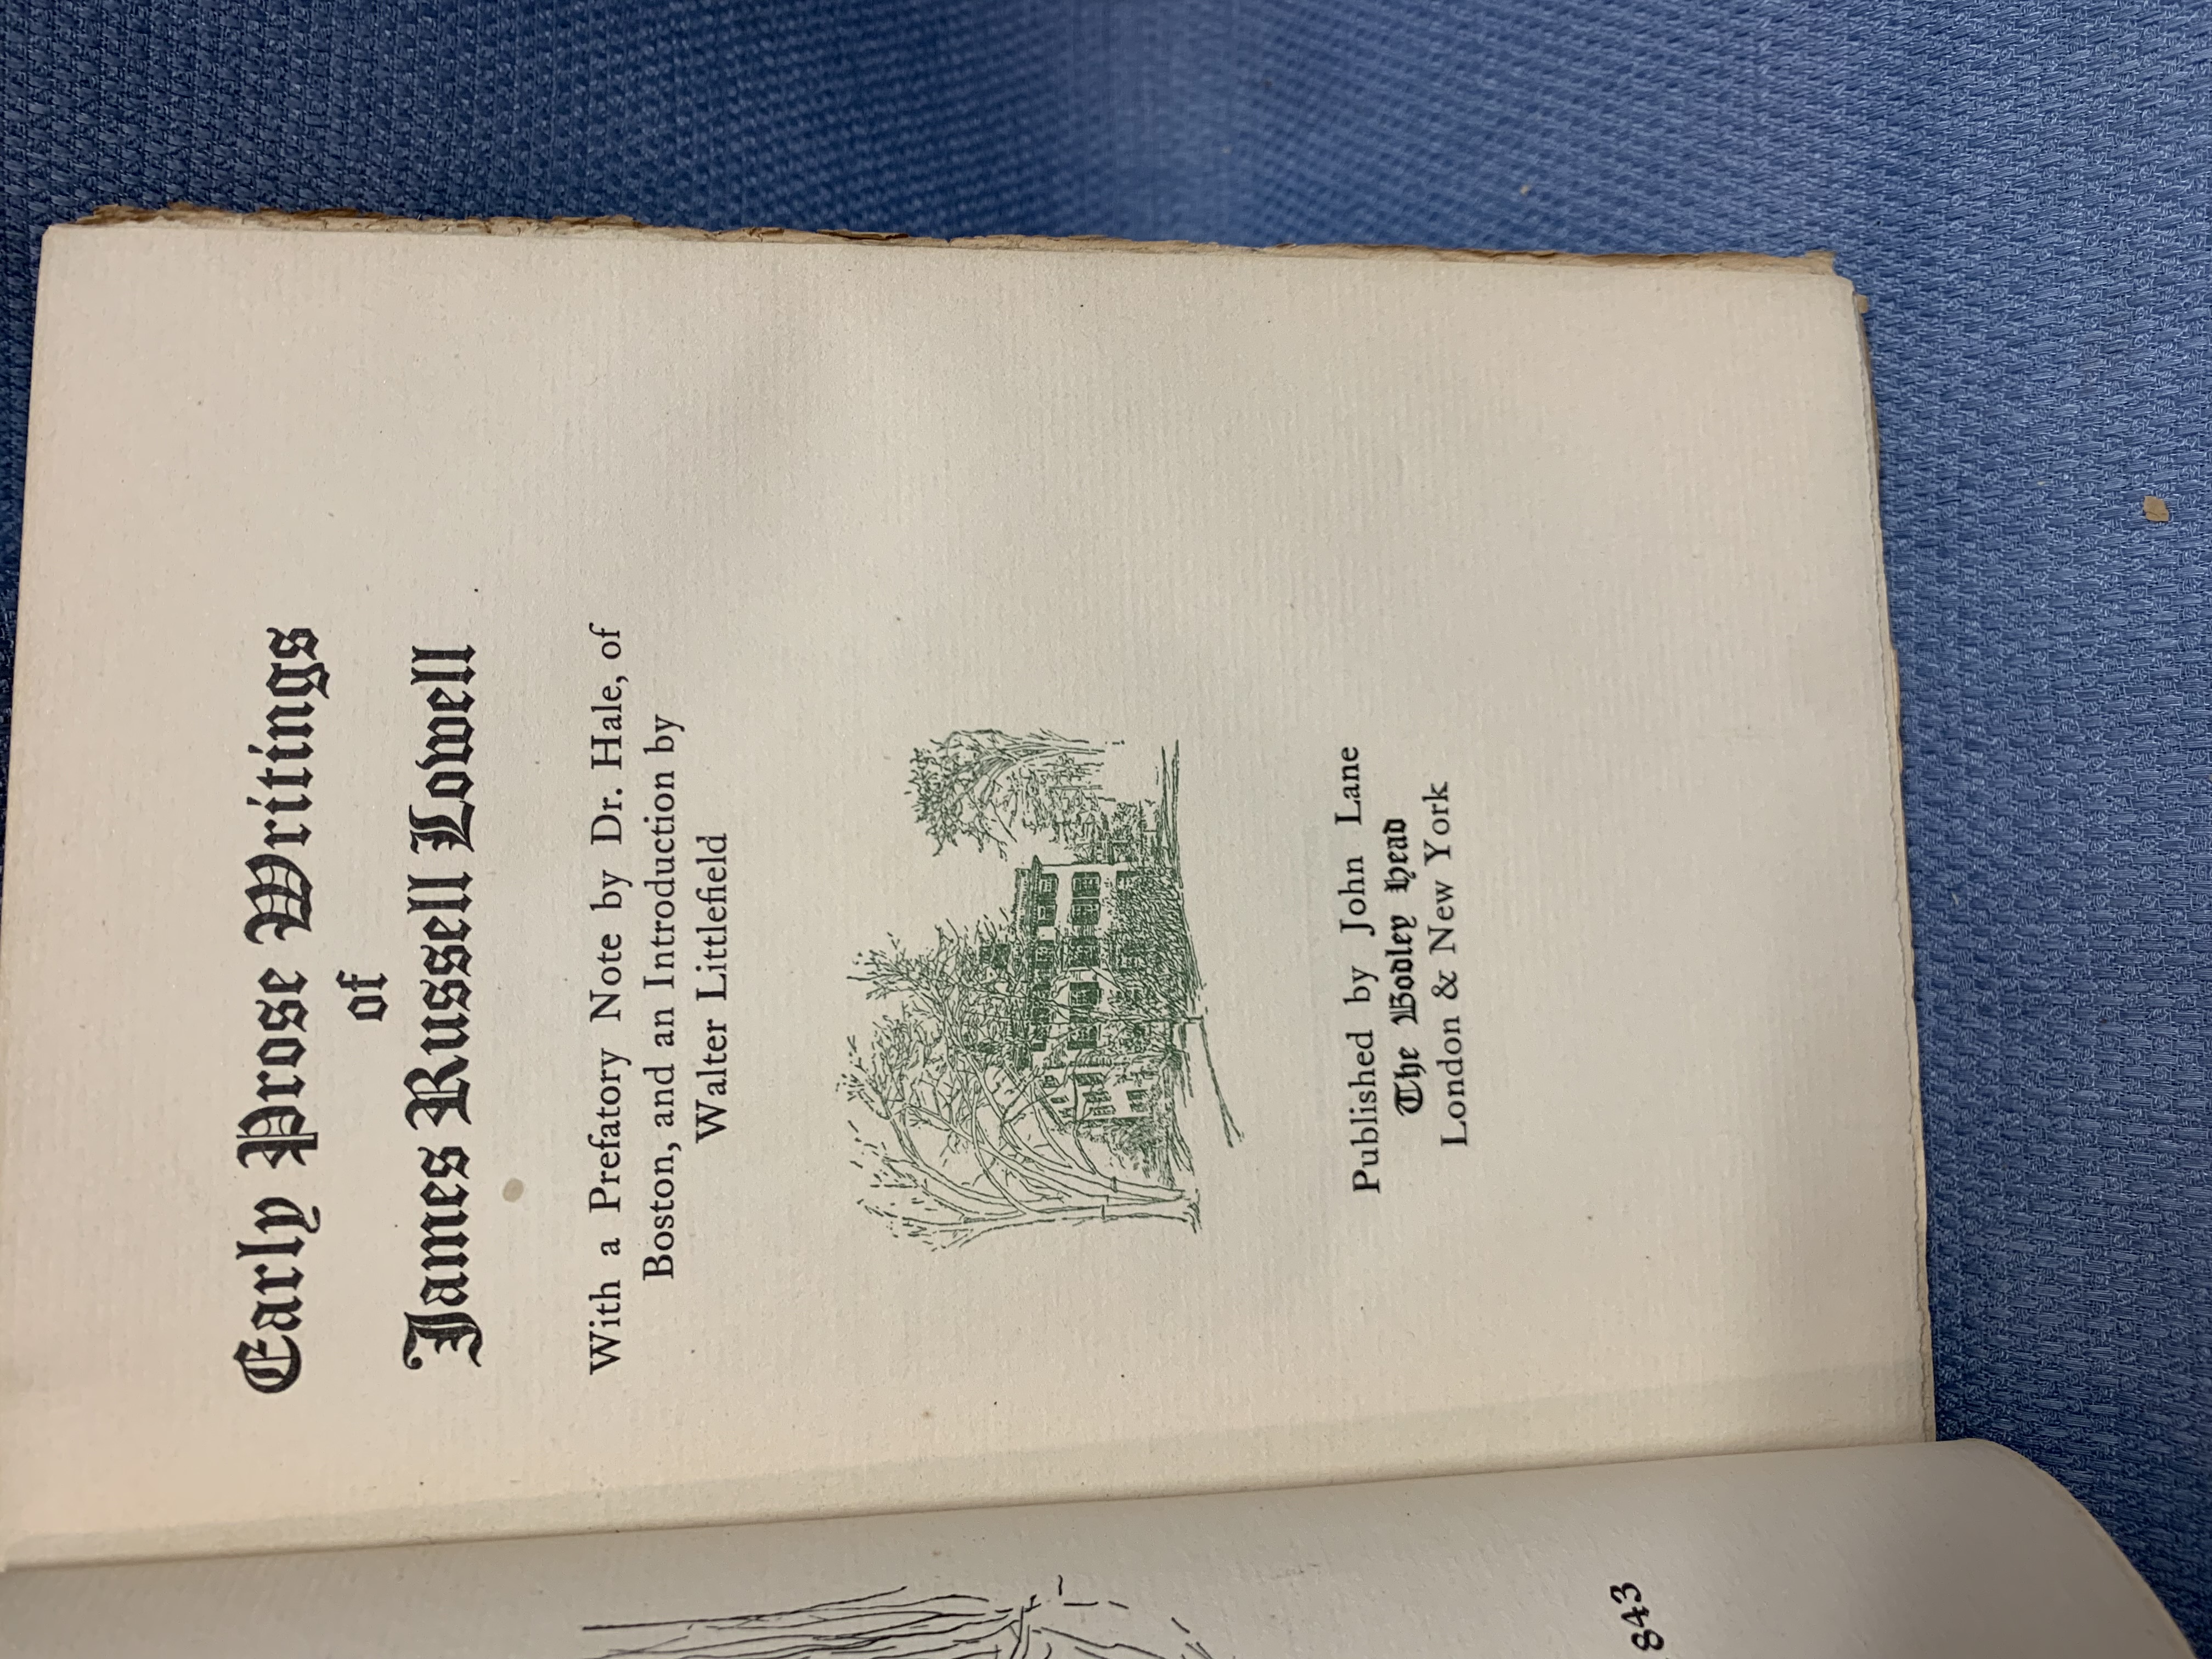 Early Prose Writings
of
James Russell Lowell
With a Prefatory Note by Dr. Hale, of
Boston, and an Introduction by
Walter Littlefield
Published by John Lane
The Bodley Head
London & New York
843